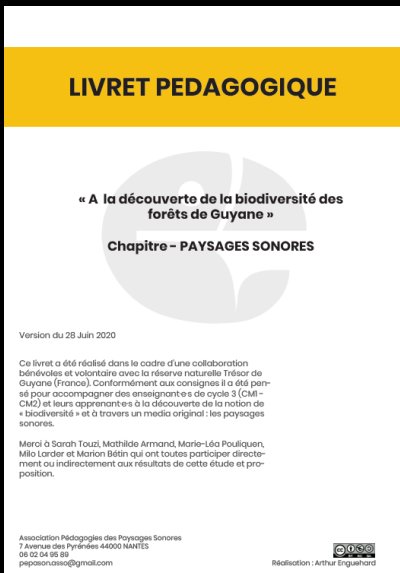 LIVRET PEDAGOGIQUE
« A la découverte de la biodiversité des
forêts de Guyane »
Chapitre - PAYSAGES SONORES
Version du 28 Juin 2020
Ce livret a été réalisé dans le cadre d'une collaboration
bénévoles et volontaire avec la réserve naturelle Trésor de
Guyane (France). Conformément aux consignes il a été pen-
sé pour accompagner des enseignant·e·s de cycle 3 (CM1 -
CM2) et leurs apprenant·e·s à la découverte de la notion de
« biodiversité » et à travers un media original : les paysages
sonores.
Merci à Sarah Touzi, Mathilde Armand, Marie-Léa Pouliquen,
Milo Larder et Marion Bétin qui ont toutes participer directe-
ment ou indirectement aux résultats de cette étude et pro-
position.
Association Pédagogies des Paysages Sonores
7 Avenue des Pyrénées 44000 NANTES
06 02 04 95 89
pepason.asso@gmail.com
Réalisation : Arthur Enguehard